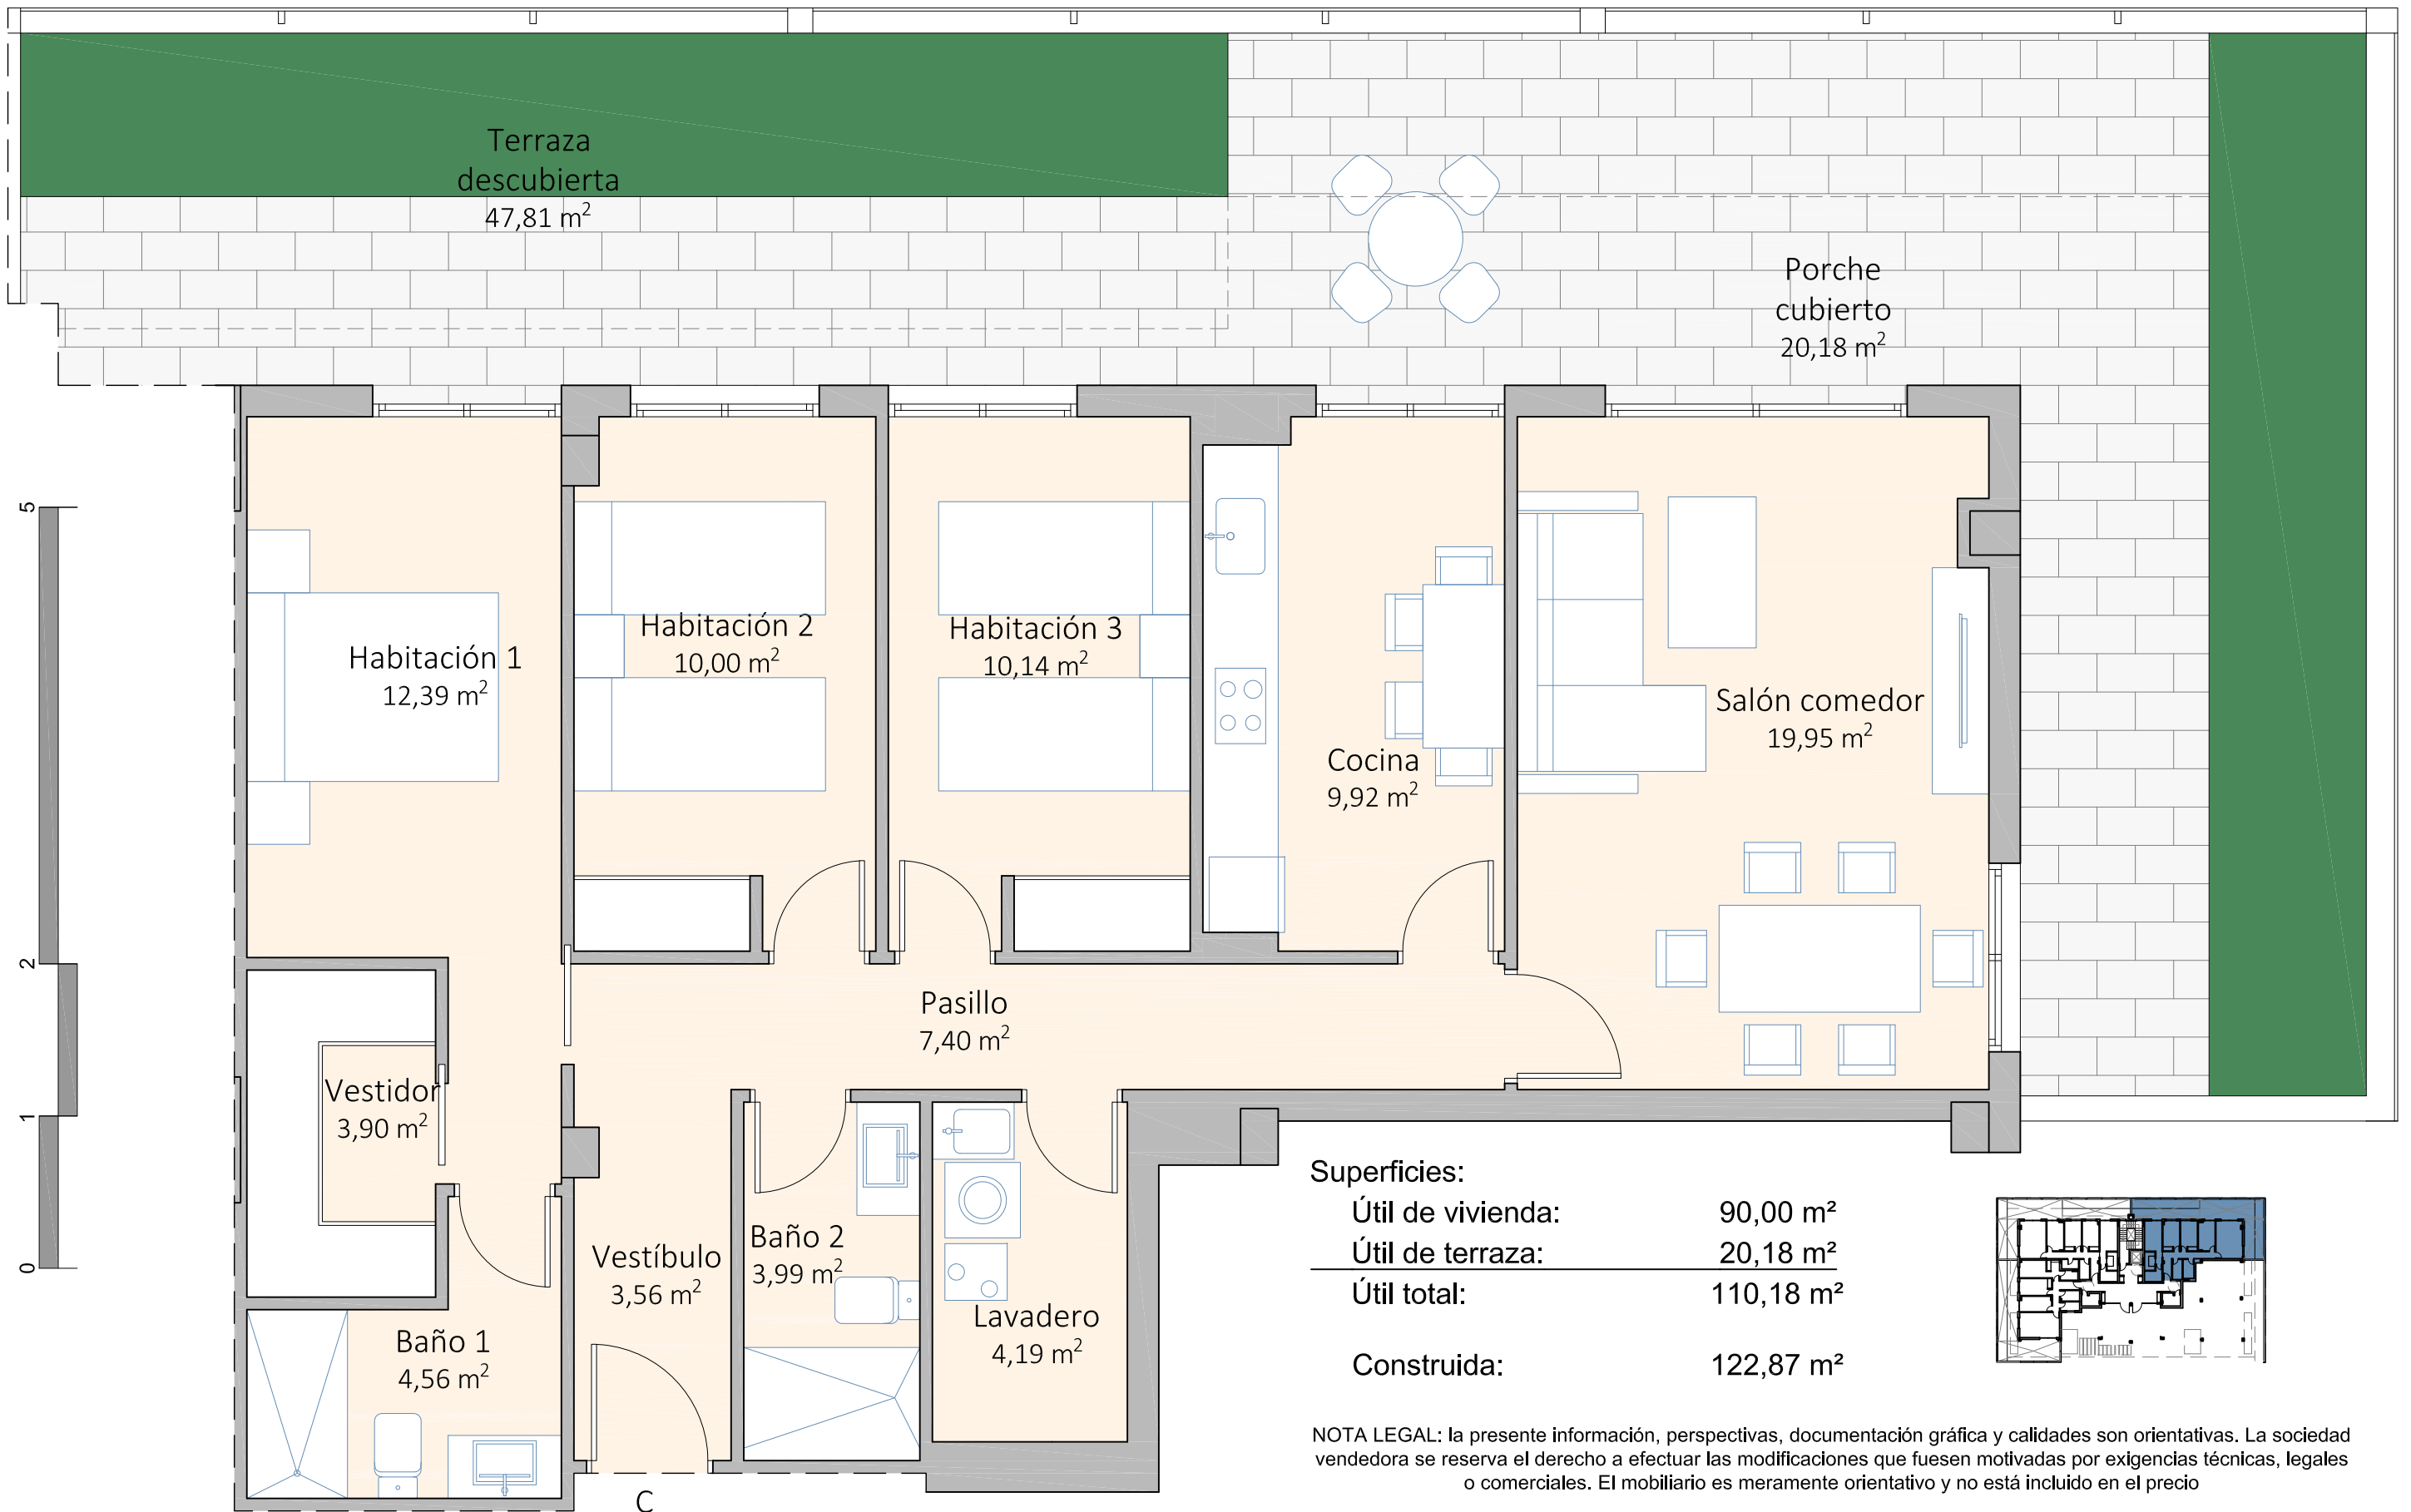 Terraza
descubierta
47,81 m²
Porche
cubierto
20,18 m²
5
2
1
0
Habitación 1
12,39 m²
Habitación 2
10,00 m²
Habitación 3
10,14 m²
Cocina
9,92 m²
Salón comedor
19,95 m²
Pasillo
7,40 m²
Vestidor
3,90 m²
Baño 1
4,56 m²
Vestíbulo
3,56 m²
Baño 2
3,99 m²
Lavadero
4,19 m²
C
Superficies:
Útil de vivienda: 90,00 m²
Útil de terraza: 20,18 m²
Útil total: 110,18 m²
Construida: 122,87 m²
NOTA LEGAL: la presente información, perspectivas, documentación gráfica y calidades son orientativas. La sociedad
vendedora se reserva el derecho a efectuar las modificaciones que fuesen motivadas por exigencias técnicas, legales
o comerciales. El mobiliario es meramente orientativo y no está incluido en el precio